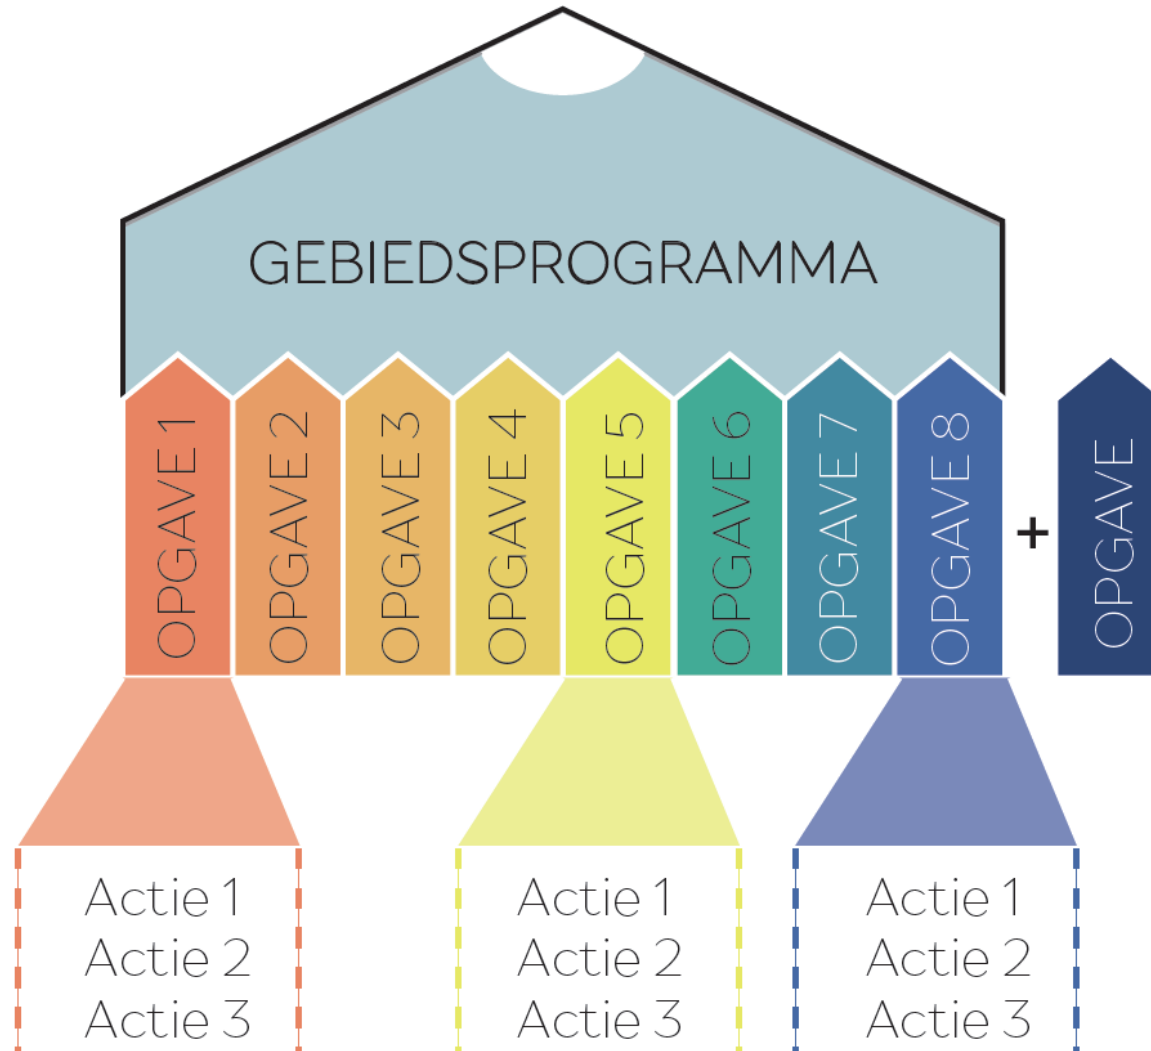 GEBIEDSPROGRAMMA
OPGAVE 1
OPGAVE 2
OPGAVE 3
OPGAVE 4
OPGAVE 5
OPGAVE 6
OPGAVE 7
OPGAVE 8
+
OPGAVE
Actie 1
Actie 2
Actie 3
Actie 1
Actie 2
Actie 3
Actie 1
Actie 2
Actie 3